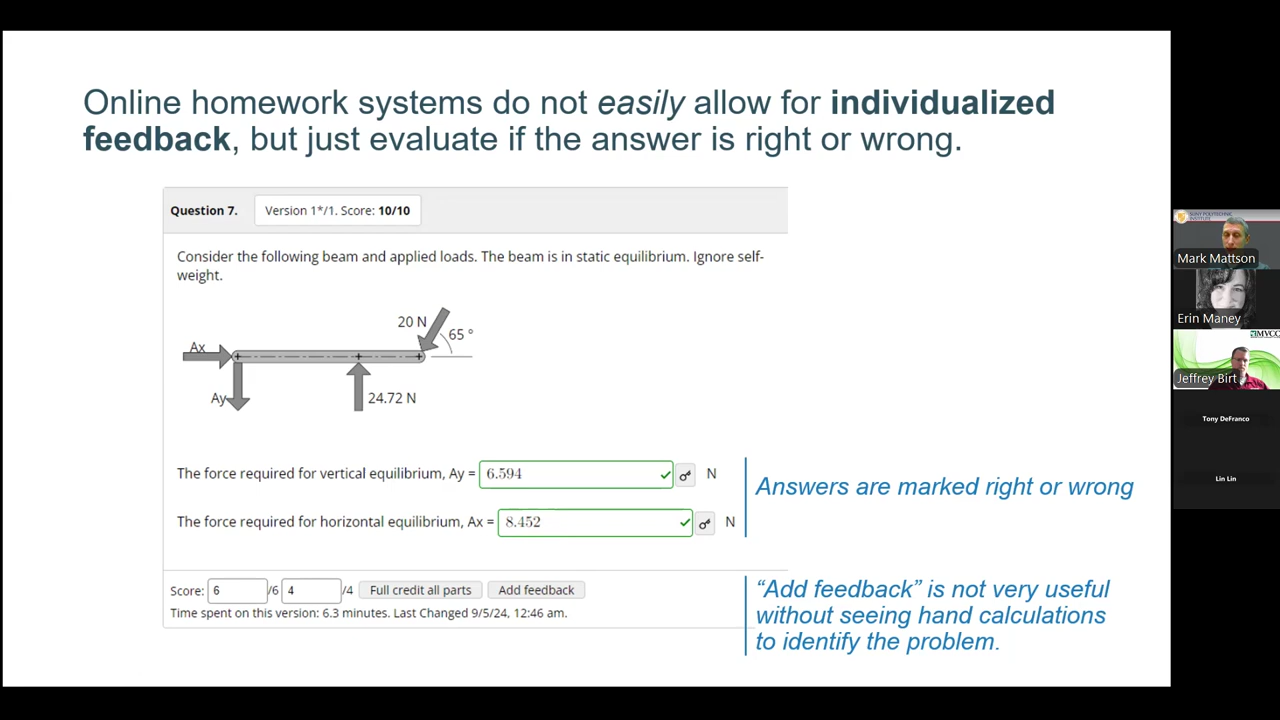 Online homework systems do not easily allow for individualized
feedback, but just evaluate if the answer is right or wrong.
Question 7.
Version 1*/1. Score: 10/10
Consider the following beam and applied loads. The beam is in static equilibrium. Ignore self-
weight.
20 N
65 °
Ax
Ay
24.72 N
The force required for vertical equilibrium, Ay = 6.594 N
The force required for horizontal equilibrium, Ax = 8.452 N
Answers are marked right or wrong
Score: 6 /6 4 /4 Full credit all parts Add feedback
Time spent on this version: 6.3 minutes. Last Changed 9/5/24, 12:46 am.
“Add feedback” is not very useful
without seeing hand calculations
to identify the problem.
SUNY POLYTECHNIC
INSTITUTE
Mark Mattson
Erin Maney
MVCC
Jeffrey Birt
Tony DeFranco
Lin Lin